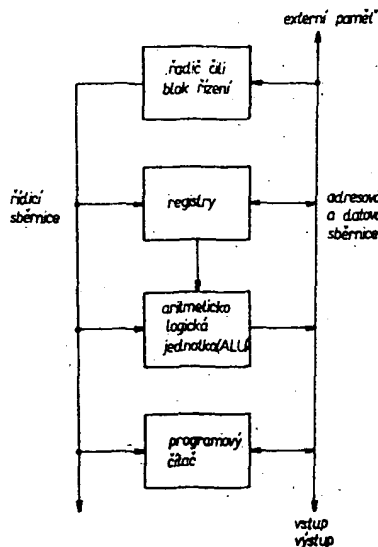 externí paměť
řadič čili
blok řízení
řídicí
sběrnice
registry
adresová
a datová
sběrnice
aritmeticko
logická
jednotka(ALU)
programový
čítač
vstup
výstup